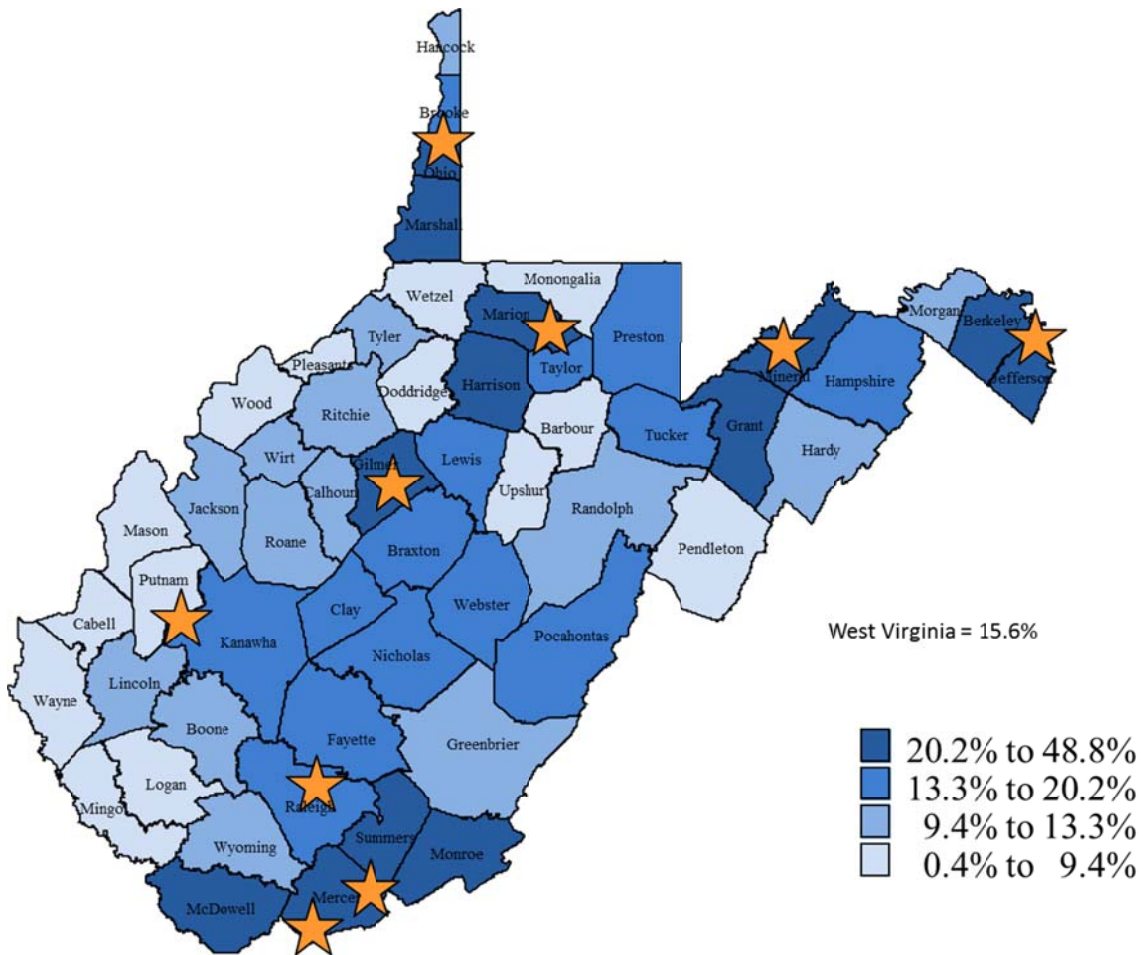 Hancock
Brooke
Ohio
Marshall
Wetzel
Monongalia
Marion
Preston
Tyler
Pleasants
Taylor
Doddridge
Harrison
Wood
Ritchie
Barbour
Tucker
Grant
Mineral
Hampshire
Morgan
Berkeley
Jefferson
Hardy
Wirt
Gilmer
Lewis
Calhoun
Upshur
Jackson
Roane
Randolph
Mason
Braxton
Pendleton
Putnam
Clay
Webster
Cabell
Kanawha
Pocahontas
West Virginia = 15.6%
Nicholas
Lincoln
Wayne
Boone
Fayette
Greenbrier
Logan
Mingo
Raleigh
Wyoming
Summers
Monroe
McDowell
Mercer
20.2% to 48.8%
13.3% to 20.2%
9.4% to 13.3%
0.4% to 9.4%